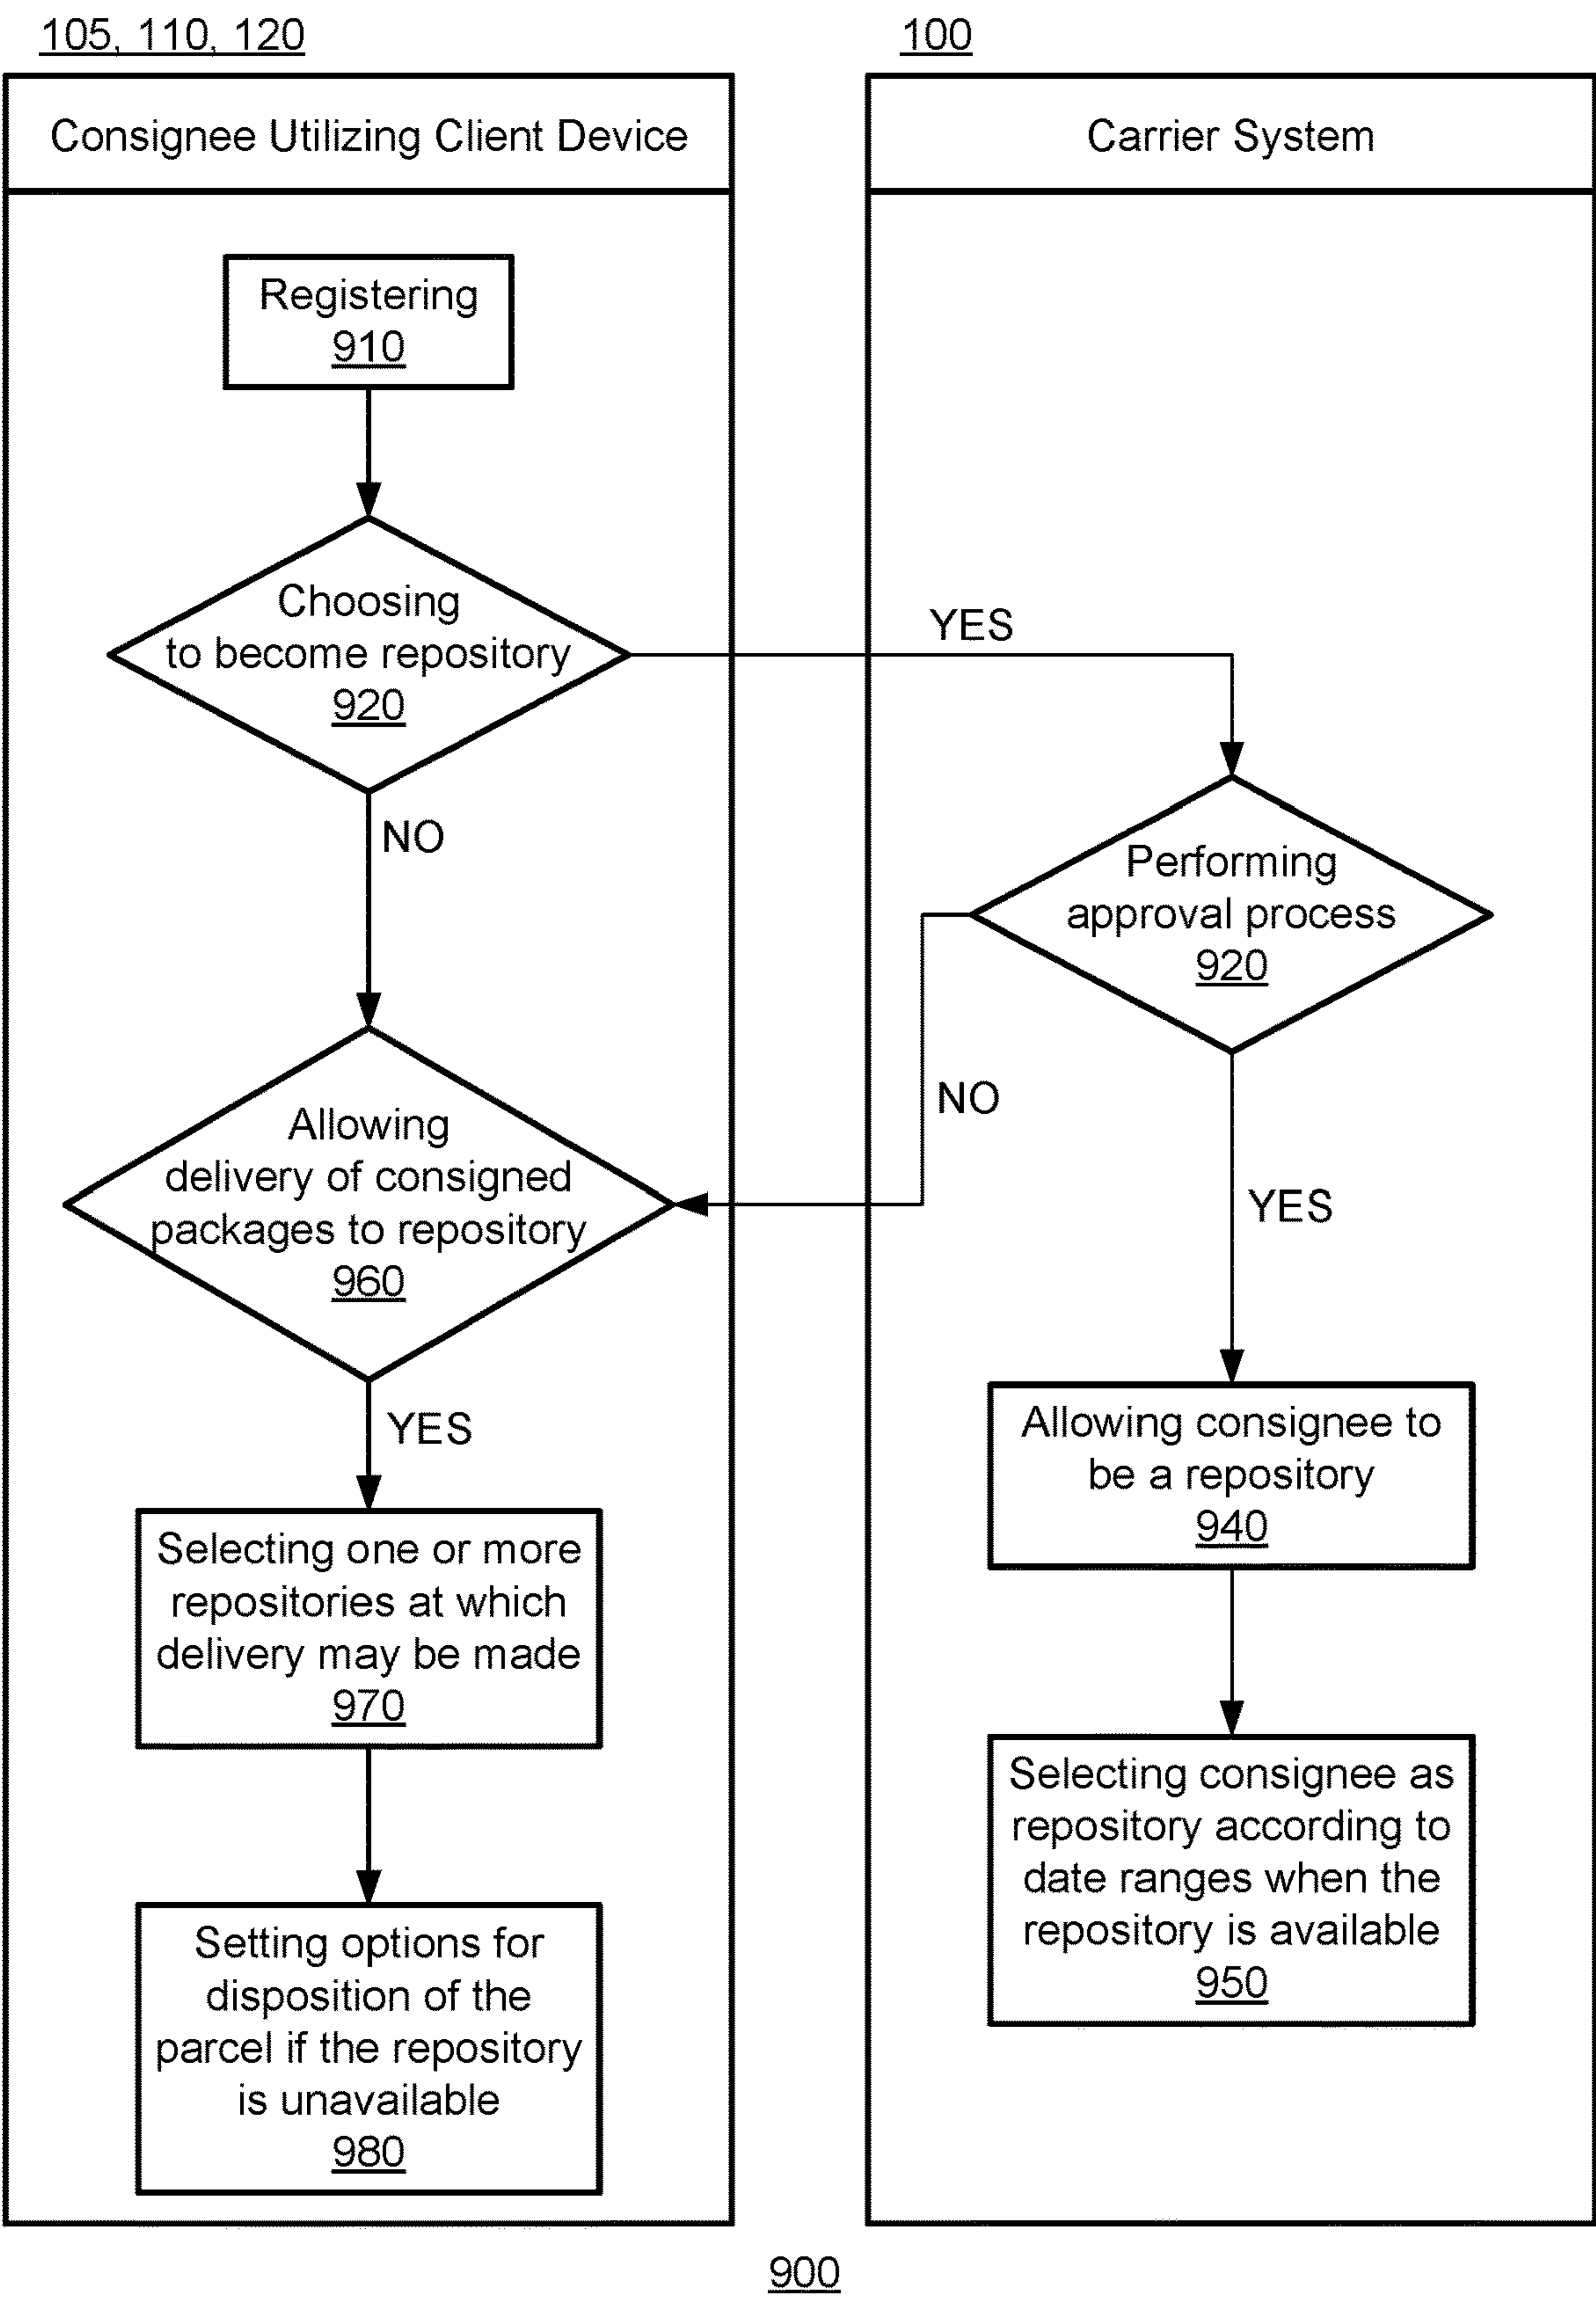 105, 110, 120
Consignee Utilizing Client Device
Registering
910
Choosing
to become repository
920
NO
Allowing
delivery of consigned
packages to repository
960
YES
Selecting one or more
repositories at which
delivery may be made
970
Setting options for
disposition of the
parcel if the repository
is unavailable
980
100
Carrier System
YES
Performing
approval process
920
NO
YES
Allowing consignee to
be a repository
940
Selecting consignee as
repository according to
date ranges when the
repository is available
950
900